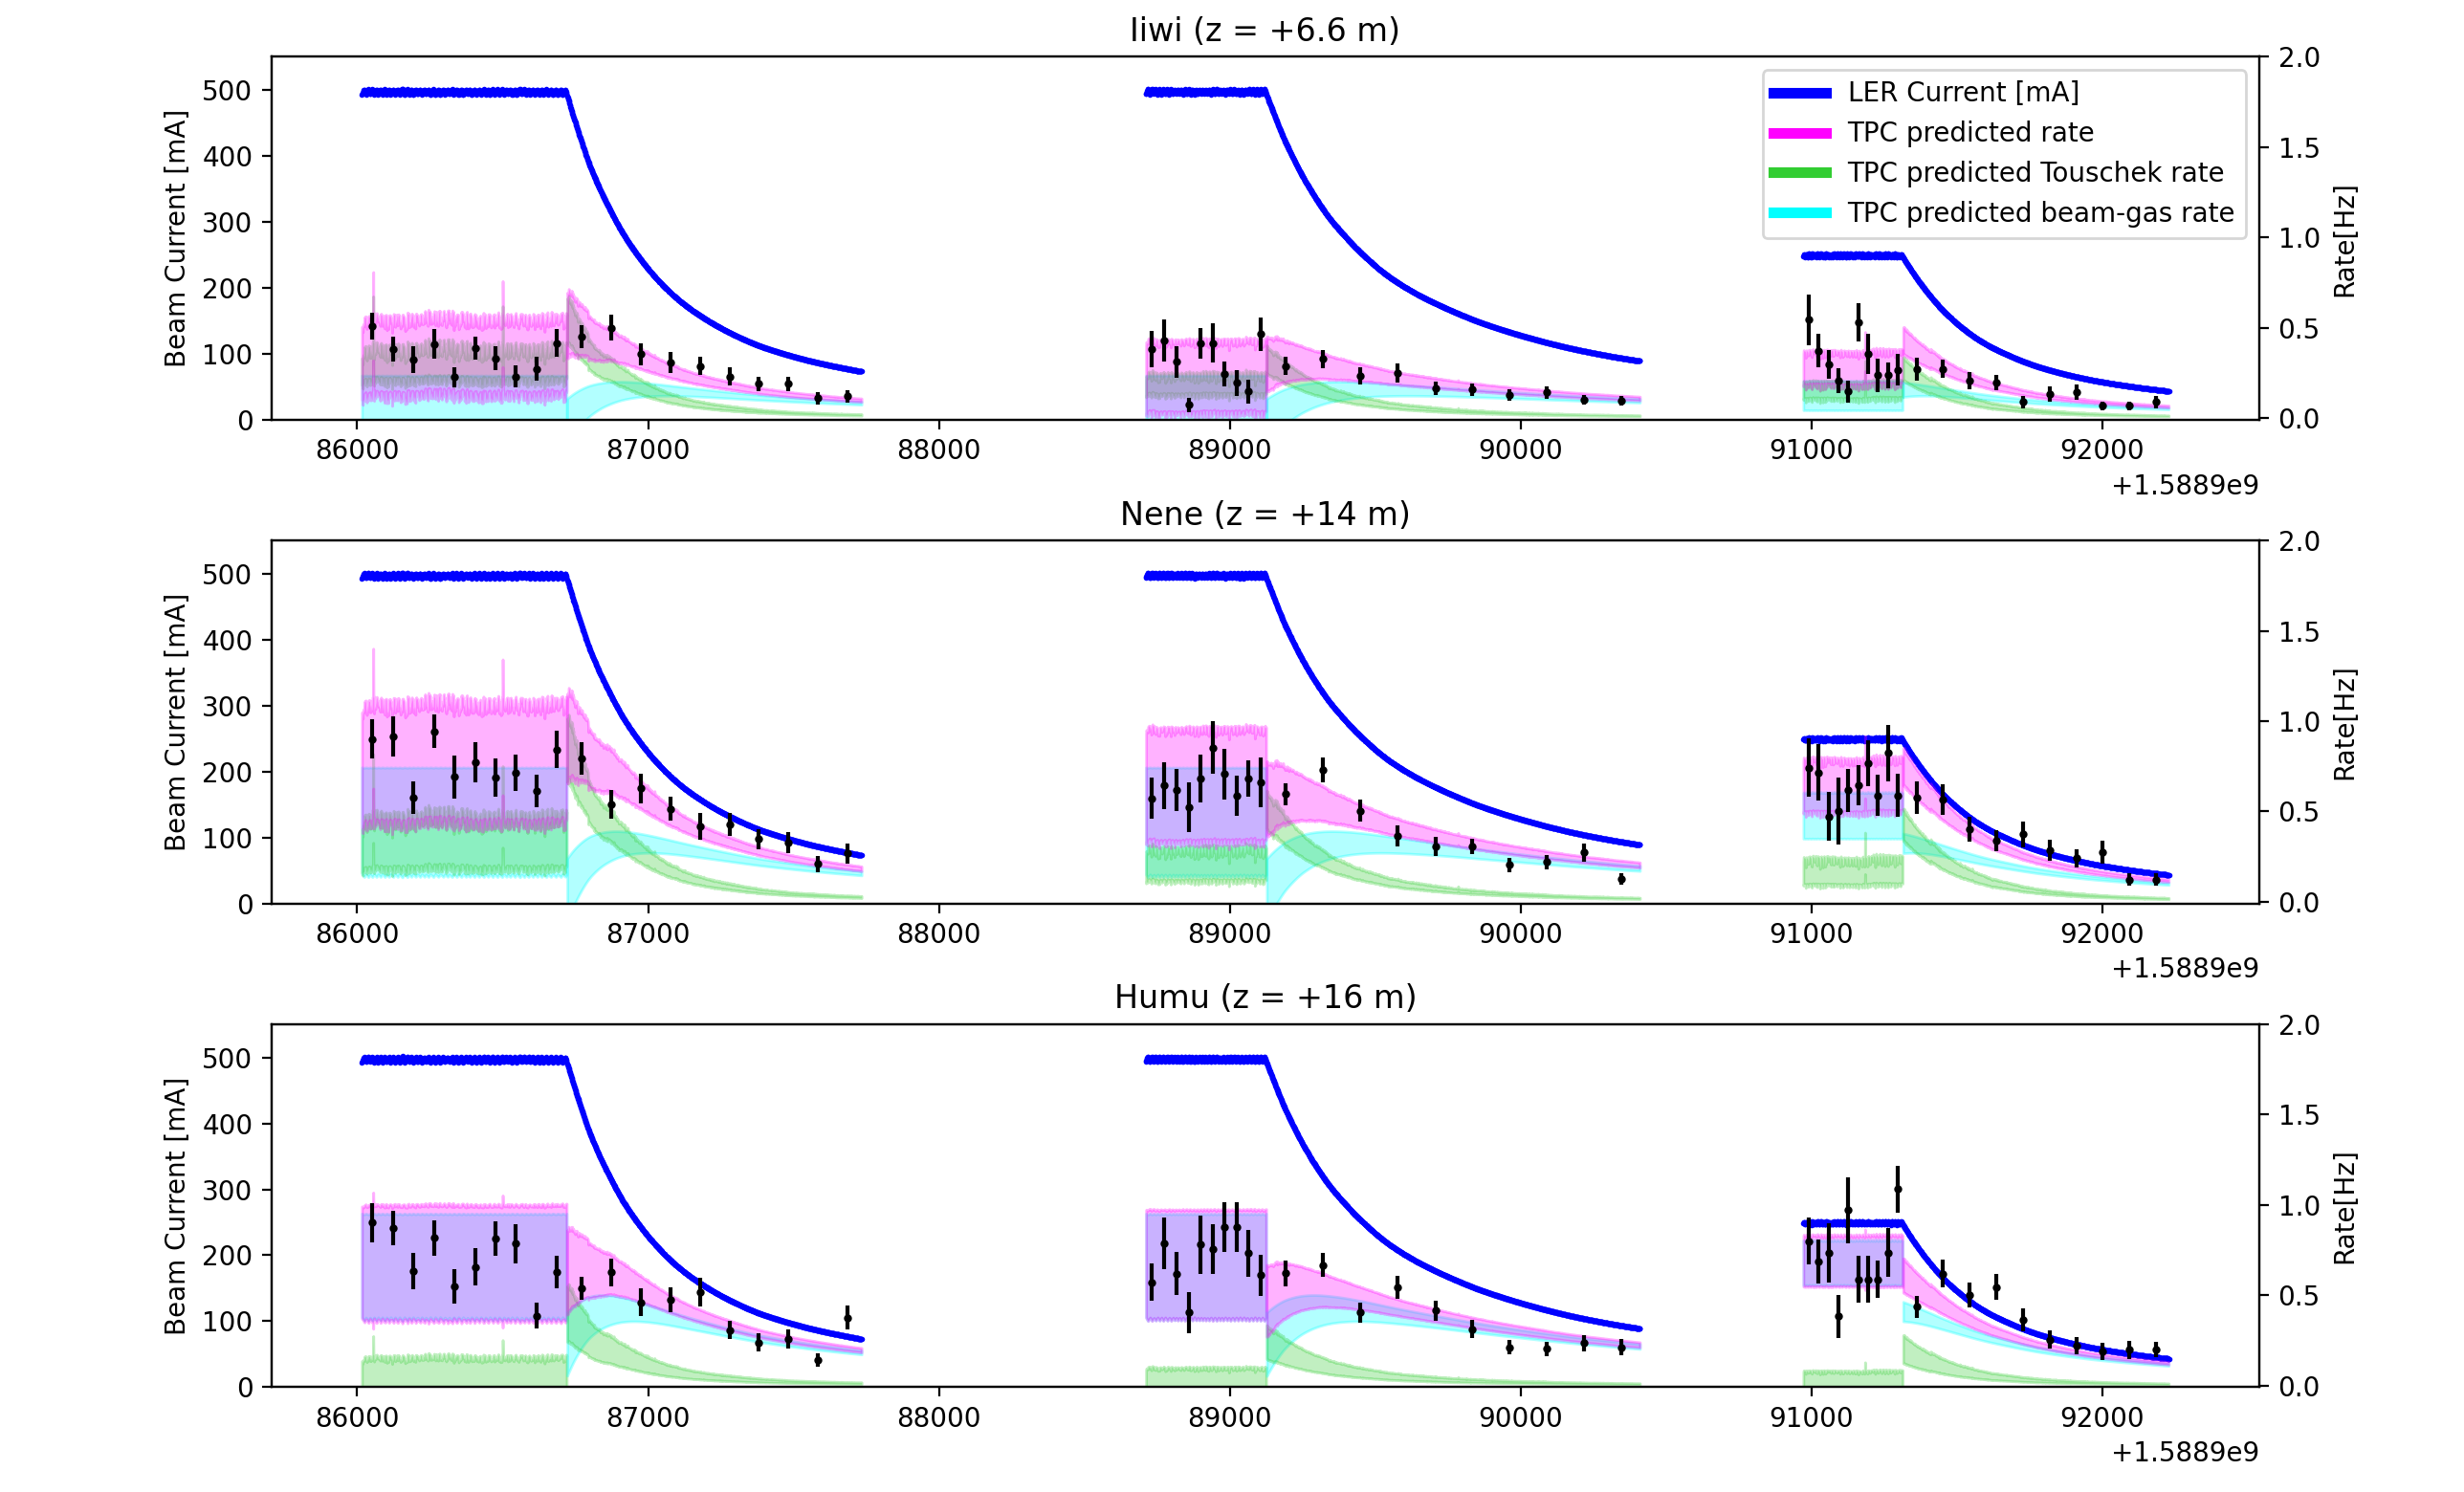 Iiwi (z = +6.6 m)
Beam Current [mA]
500
400
300
200
100
0
2.0
1.5
1.0
0.5
0.0
Rate[Hz]
LER Current [mA]
TPC predicted rate
TPC predicted Touschek rate
TPC predicted beam-gas rate
86000 87000 88000 89000 90000 91000 92000
+1.5889e9
Nene (z = +14 m)
Beam Current [mA]
500
400
300
200
100
0
2.0
1.5
1.0
0.5
0.0
Rate[Hz]
86000 87000 88000 89000 90000 91000 92000
+1.5889e9
Humu (z = +16 m)
Beam Current [mA]
500
400
300
200
100
0
2.0
1.5
1.0
0.5
0.0
Rate[Hz]
86000 87000 88000 89000 90000 91000 92000
+1.5889e9